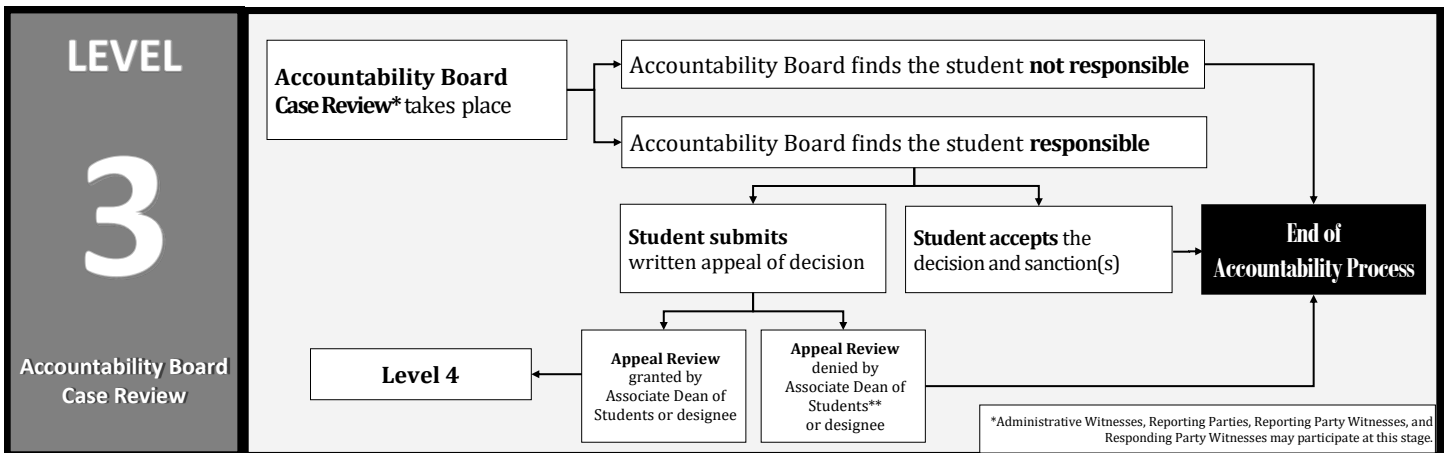 LEVEL
3
Accountability Board
Case Review
Accountability Board
Case Review* takes place
Accountability Board finds the student not responsible
Accountability Board finds the student responsible
Student submits
written appeal of decision
Student accepts the
decision and sanction(s)
End of
Accountability Process
Level 4
Appeal Review
granted by
Associate Dean of
Students or designee
Appeal Review
denied by
Associate Dean of
Students**
or designee
*Administrative Witnesses, Reporting Parties, Reporting Party Witnesses, and
Responding Party Witnesses may participate at this stage.